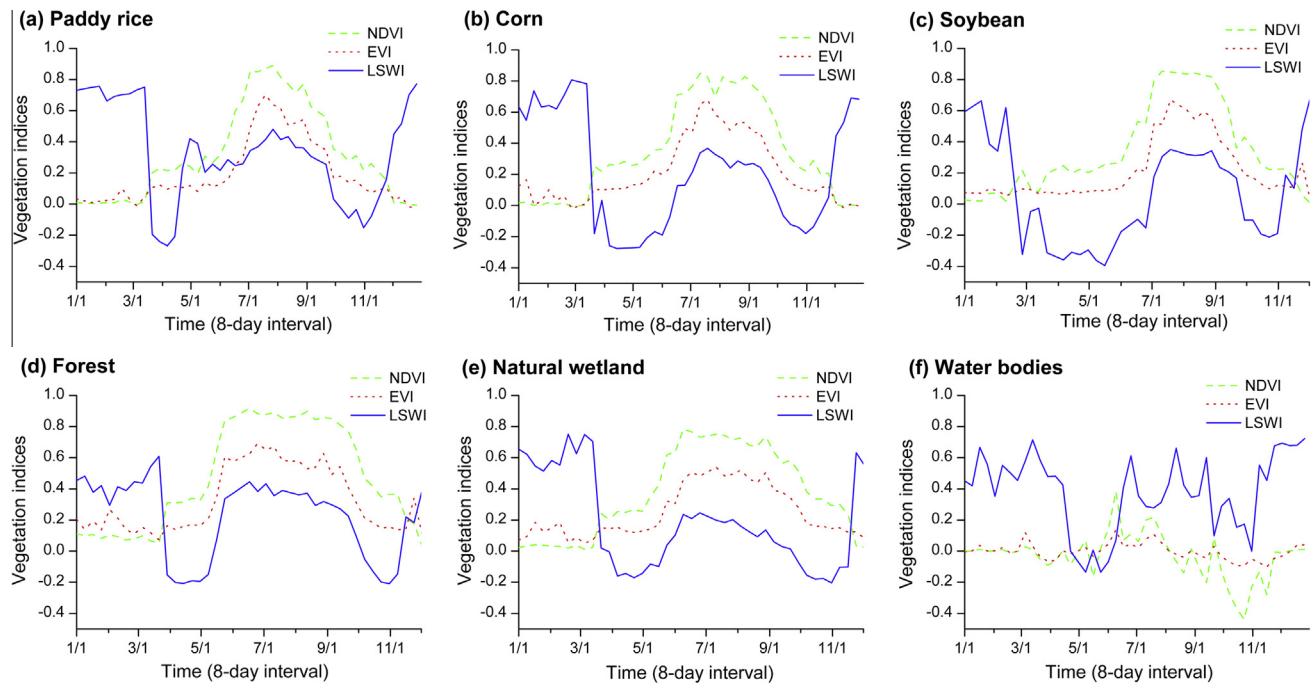 (a) Paddy rice
NDVI
EVI
LSWI
Vegetation indices
1.0
0.8
0.6
0.4
0.2
0.0
-0.2
-0.4
1/1 3/1 5/1 7/1 9/1 11/1
Time (8-day interval)
(b) Corn
NDVI
EVI
LSWI
Vegetation indices
1.0
0.8
0.6
0.4
0.2
0.0
-0.2
-0.4
1/1 3/1 5/1 7/1 9/1 11/1
Time (8-day interval)
(c) Soybean
NDVI
EVI
LSWI
Vegetation indices
1.0
0.8
0.6
0.4
0.2
0.0
-0.2
-0.4
1/1 3/1 5/1 7/1 9/1 11/1
Time (8-day interval)
(d) Forest
NDVI
EVI
LSWI
Vegetation indices
1.0
0.8
0.6
0.4
0.2
0.0
-0.2
-0.4
1/1 3/1 5/1 7/1 9/1 11/1
Time (8-day interval)
(e) Natural wetland
NDVI
EVI
LSWI
Vegetation indices
1.0
0.8
0.6
0.4
0.2
0.0
-0.2
-0.4
1/1 3/1 5/1 7/1 9/1 11/1
Time (8-day interval)
(f) Water bodies
NDVI
EVI
LSWI
Vegetation indices
1.0
0.8
0.6
0.4
0.2
0.0
-0.2
-0.4
1/1 3/1 5/1 7/1 9/1 11/1
Time (8-day interval)